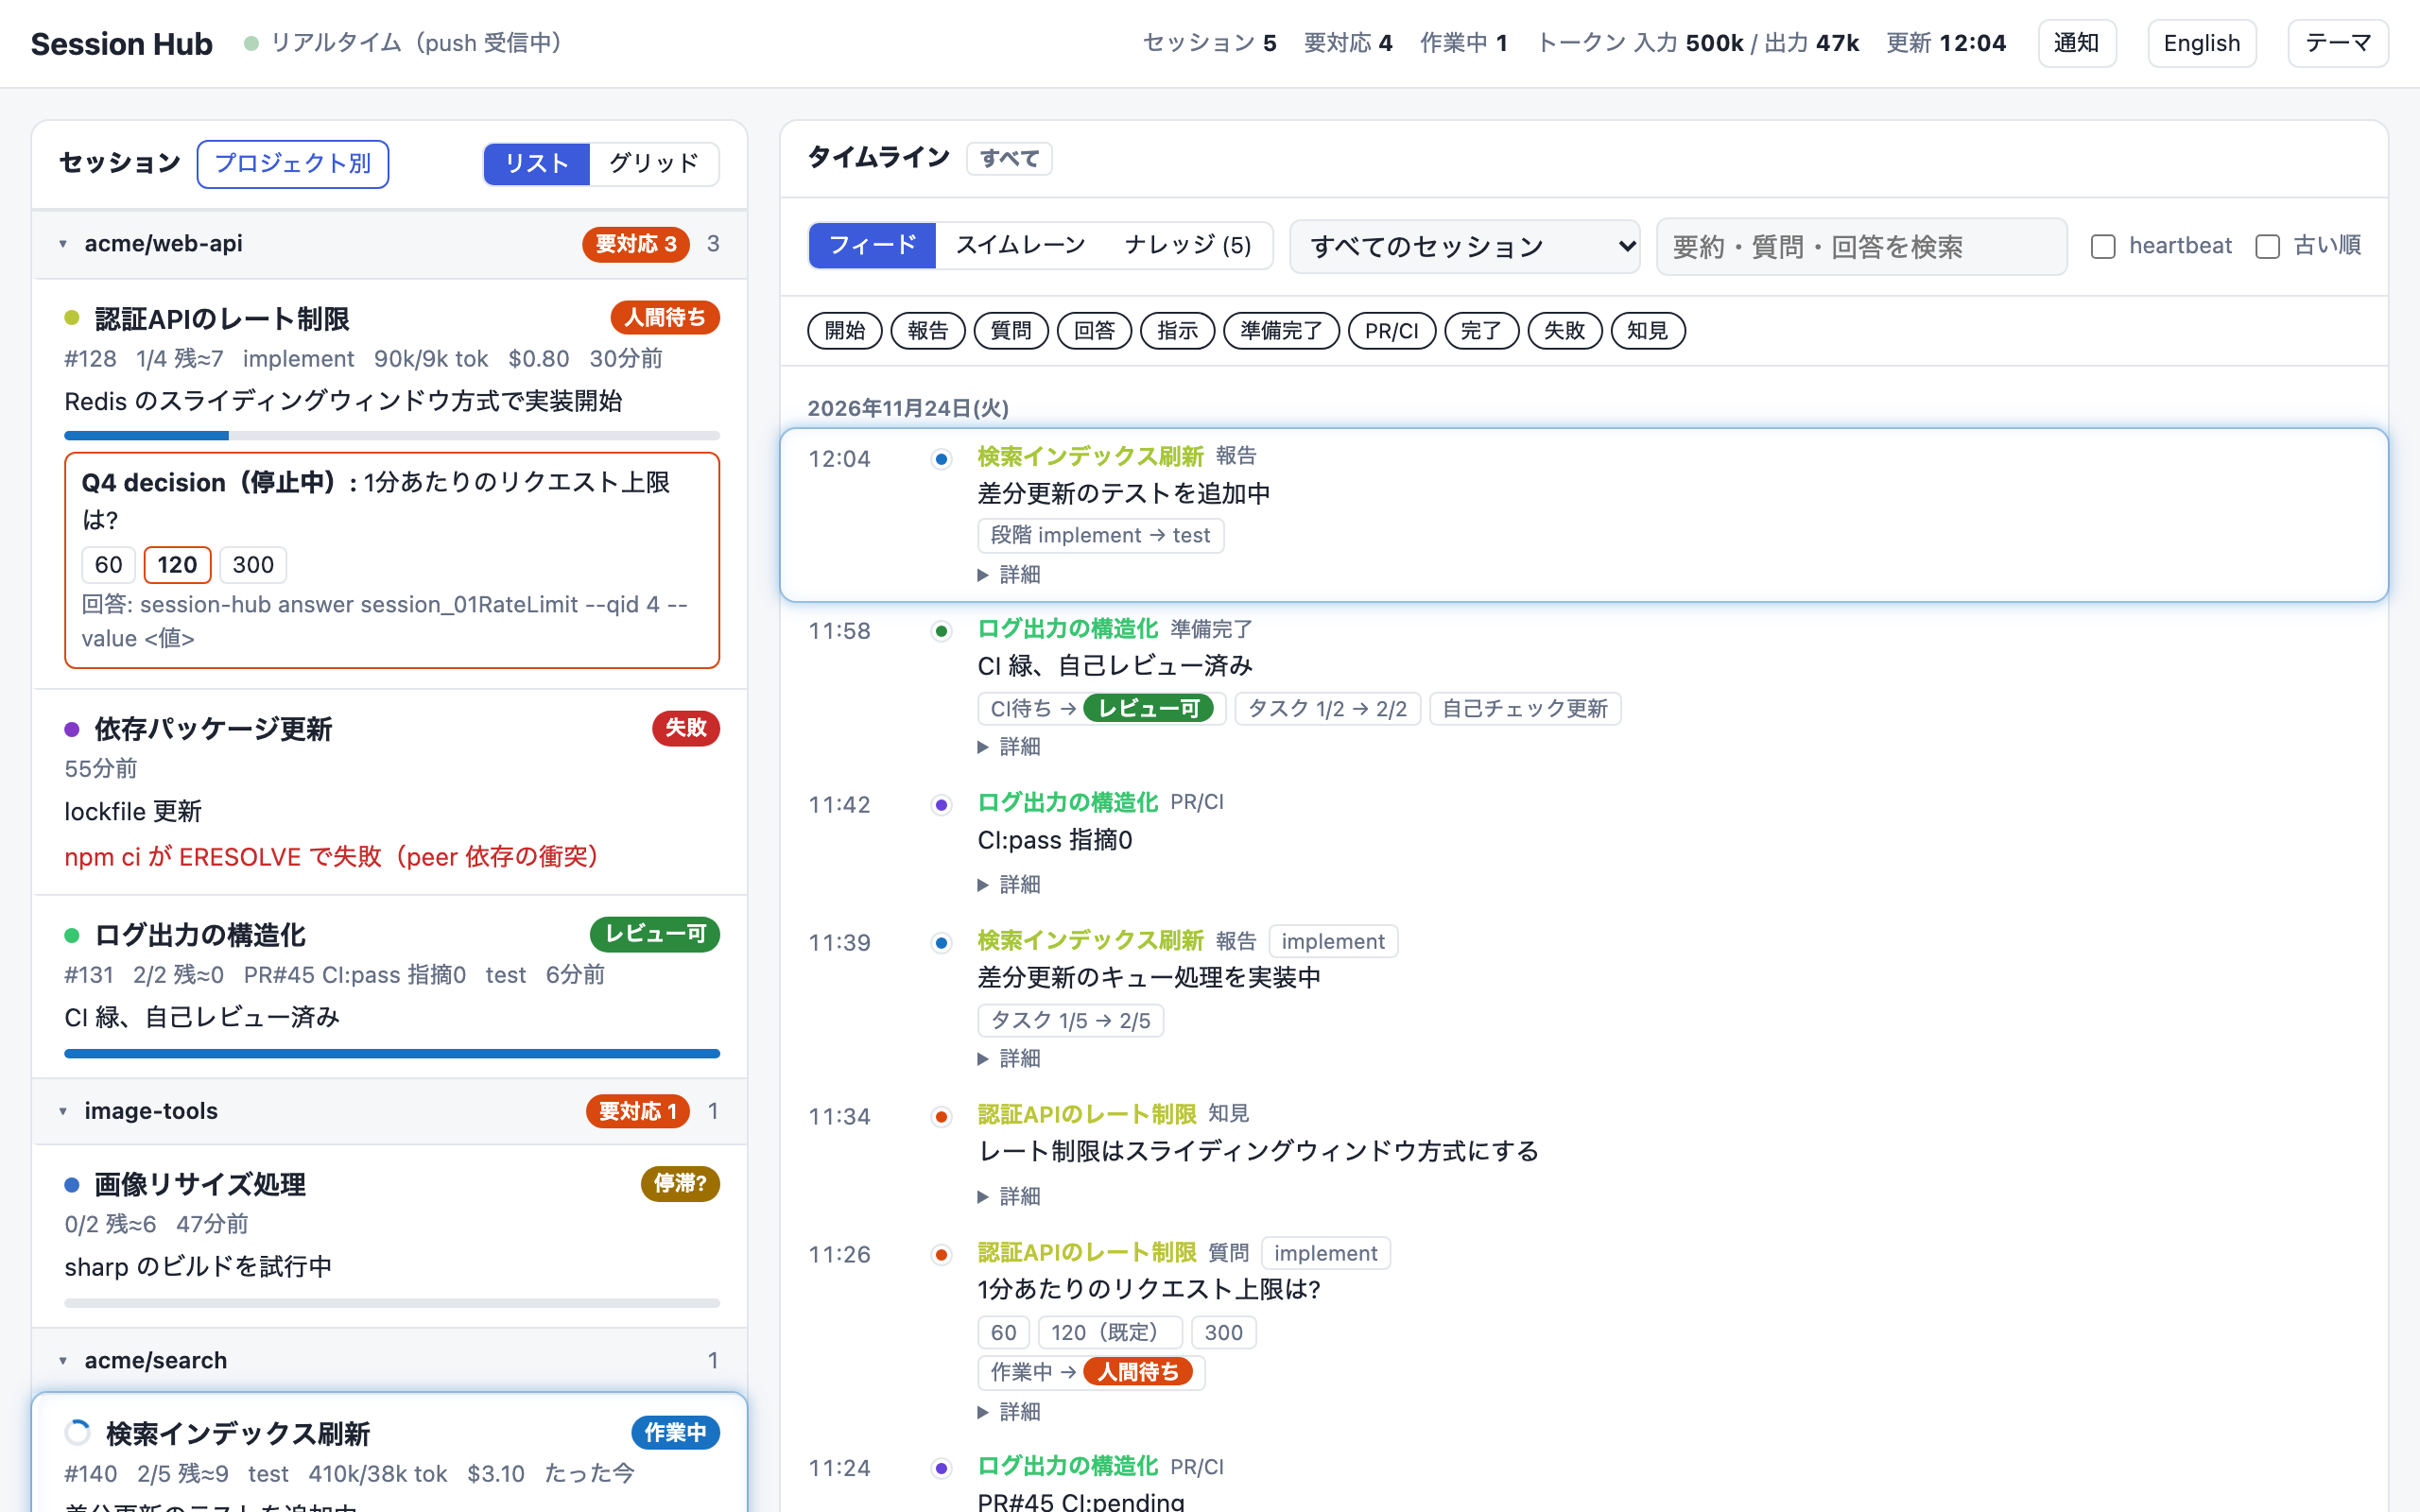 Session Hub
リアルタイム（push 受信中）
セッション 5 要対応 4 作業中 1 トークン 入力 500k / 出力 47k 更新 12:04
通知
English
テーマ
セッション
プロジェクト別
リスト
グリッド
▼ acme/web-api 要対応 3 3
認証APIのレート制限 人間待ち
#128 1/4 残≈7 implement 90k/9k tok $0.80 30分前
Redis のスライディングウィンドウ方式で実装開始
Q4 decision（停止中）: 1分あたりのリクエスト上限
は?
60 120 300
回答: session-hub answer session_01RateLimit --qid 4 --
value <値>
依存パッケージ更新 失敗
55分前
lockfile 更新
npm ci が ERESOLVE で失敗（peer 依存の衝突）
ログ出力の構造化 レビュー可
#131 2/2 残≈0 PR#45 CI:pass 指摘0 test 6分前
CI 緑、自己レビュー済み
▼ image-tools 要対応 1 1
画像リサイズ処理 停滞?
0/2 残≈6 47分前
sharp のビルドを試行中
▼ acme/search 1
検索インデックス刷新 作業中
#140 2/5 残≈9 test 410k/38k tok $3.10 たった今
差分更新のテストを追加中
タイムライン すべて
フィード スイムレーン ナレッジ (5) すべてのセッション 要約・質問・回答を検索 heartbeat 古い順
開始 報告 質問 回答 指示 準備完了 PR/CI 完了 失敗 知見
2026年11月24日(火)
12:04 検索インデックス刷新 報告
差分更新のテストを追加中
段階 implement → test
▶ 詳細
11:58 ログ出力の構造化 準備完了
CI 緑、自己レビュー済み
CI待ち → レビュー可 タスク 1/2 → 2/2 自己チェック更新
▶ 詳細
11:42 ログ出力の構造化 PR/CI
CI:pass 指摘0
▶ 詳細
11:39 検索インデックス刷新 報告 implement
差分更新のキュー処理を実装中
タスク 1/5 → 2/5
▶ 詳細
11:34 認証APIのレート制限 知見
レート制限はスライディングウィンドウ方式にする
▶ 詳細
11:26 認証APIのレート制限 質問 implement
1分あたりのリクエスト上限は?
60 120（既定） 300
作業中 → 人間待ち
▶ 詳細
11:24 ログ出力の構造化 PR/CI
PR#45 CI:pending